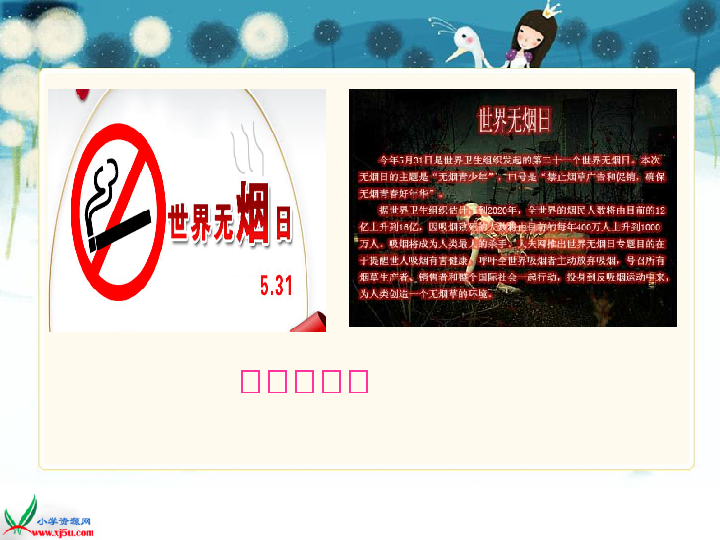 世界无烟日
5.31
世界无烟日
今年5月31日是世界卫生组织发起的第二十一个世界无烟日。本次
无烟日的主题是“无烟青少年”，口号是“禁止烟草广告和促销，确保
无烟青春好年华”。
据世界卫生组织估计，到2020年，全世界的烟民人数将由目前的12
亿上升到16亿，因吸烟致死的人数将由目前的每年400万人上升到1000
万人，吸烟将成为人类最大的杀手。人关网推出世界无烟日专题目的在
于提醒世人吸烟有害健康，呼吁全世界吸烟者主动放弃吸烟，号召所有
烟草生产者、销售者和整个国际社会一起行动，投身到反吸烟运动中来，
为人类创造一个无烟草的环境。
小学资源网
www.xj5u.com